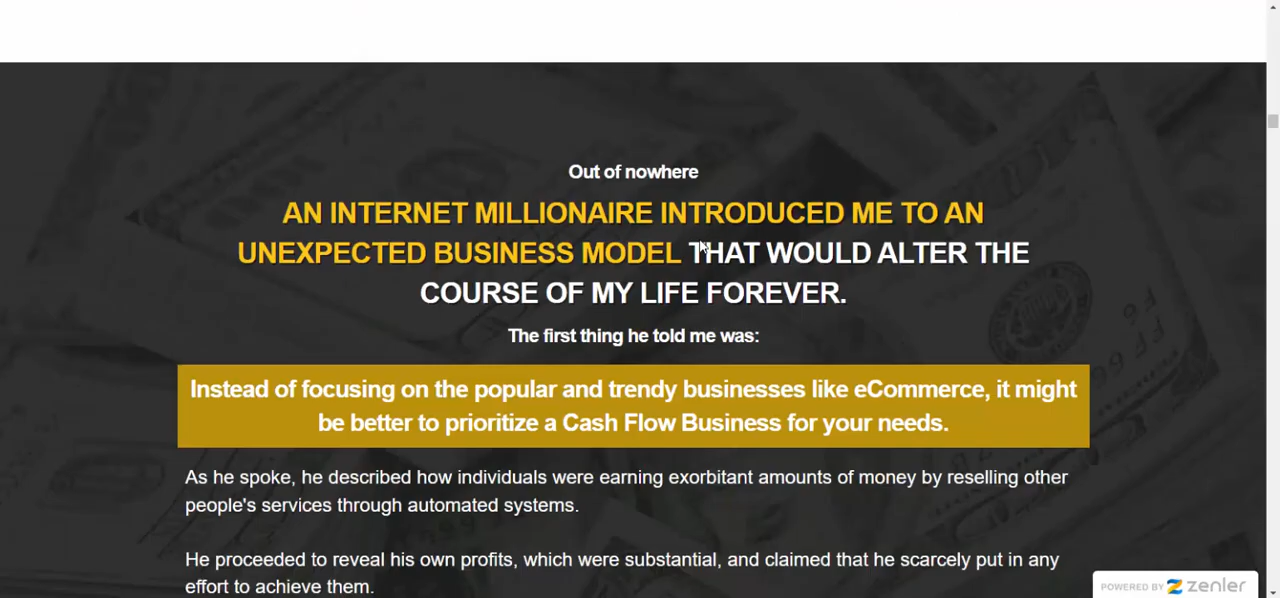 Out of nowhere
AN INTERNET MILLIONAIRE INTRODUCED ME TO AN
UNEXPECTED BUSINESS MODEL THAT WOULD ALTER THE
COURSE OF MY LIFE FOREVER.
The first thing he told me was:
Instead of focusing on the popular and trendy businesses like eCommerce, it might
be better to prioritize a Cash Flow Business for your needs.
As he spoke, he described how individuals were earning exorbitant amounts of money by reselling other
people's services through automated systems.
He proceeded to reveal his own profits, which were substantial, and claimed that he scarcely put in any
effort to achieve them.
POWERED BY zenler